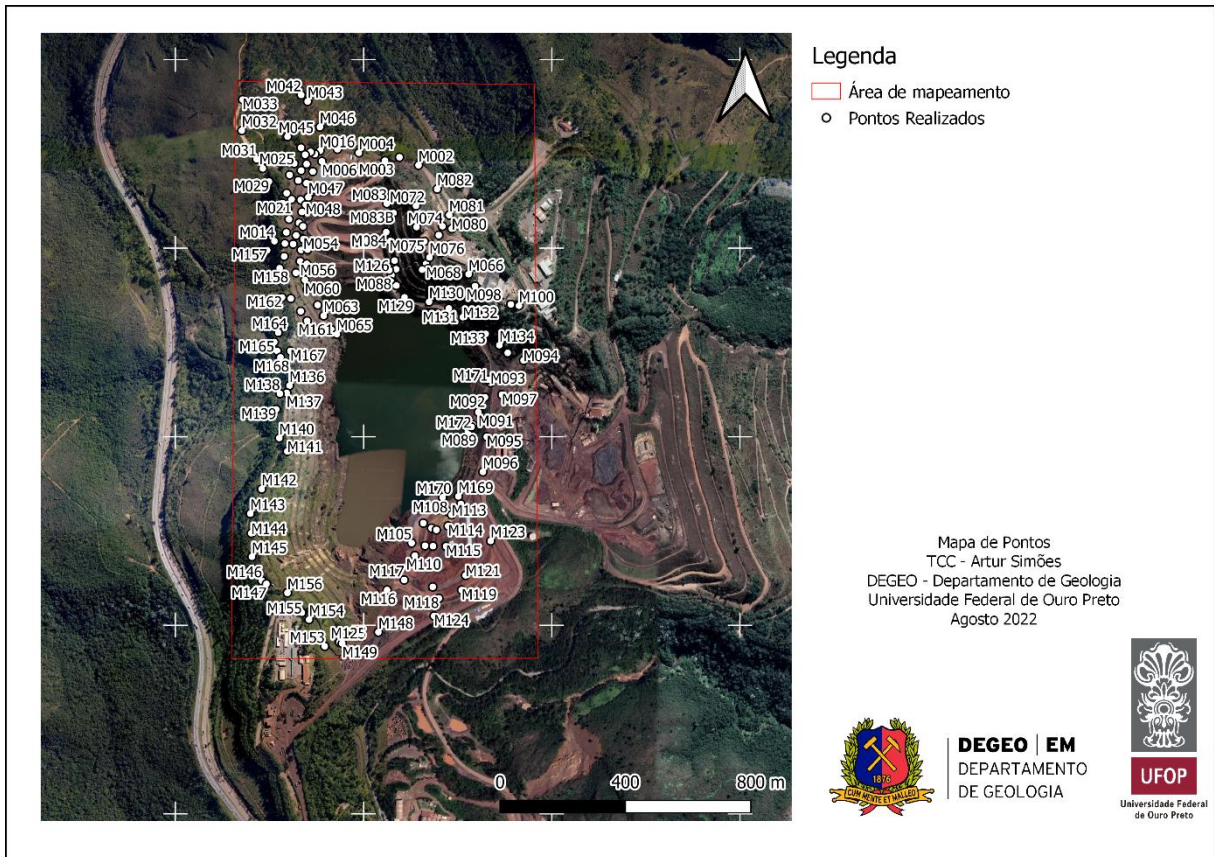 M042
M043
M033
M032
M045
M046
M016
M004
M031
M025
M006
M003
M002
M029
M047
M083
M072
M082
M021
M048
M083B
M074
M081
M080
M014
M054
M084
M075
M076
M157
M158
M056
M126
M068
M066
M060
M088
M130
M098
M162
M063
M129
M131
M132
M100
M164
M161
M065
M133
M134
M165
M167
M168
M094
M138
M136
M171
M093
M137
M139
M092
M097
M172
M091
M140
M089
M095
M141
M096
M142
M170
M169
M143
M108
M113
M144
M105
M114
M123
M145
M110
M115
M146
M147
M156
M117
M121
M116
M118
M119
M155
M154
M124
M153
M125
M148
M149
0 400 800 m
Legenda
Área de mapeamento
Pontos Realizados
Mapa de Pontos
TCC - Artur Simões
DEGEO - Departamento de Geologia
Universidade Federal de Ouro Preto
Agosto 2022
1876
CUM MENTE ET MALLEO
DEGEO | EM
DEPARTAMENTO
DE GEOLOGIA
UFOP
Universidade Federal
de Ouro Preto